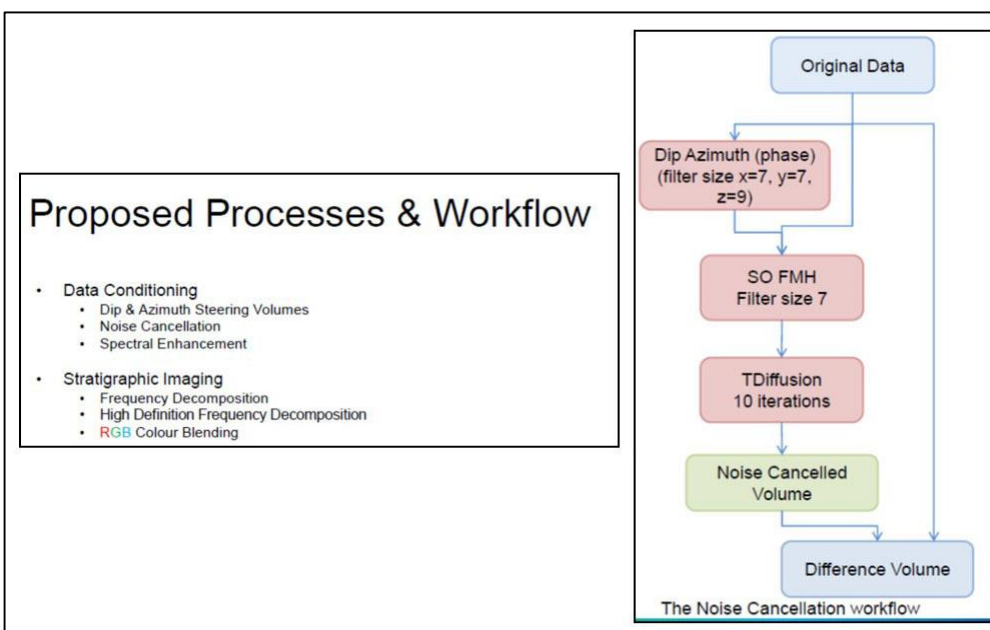 Proposed Processes & Workflow
• Data Conditioning
• Dip & Azimuth Steering Volumes
• Noise Cancellation
• Spectral Enhancement
• Stratigraphic Imaging
• Frequency Decomposition
• High Definition Frequency Decomposition
• RGB Colour Blending
Original Data
Dip Azimuth (phase)
(filter size x=7, y=7,
z=9)
SO FMH
Filter size 7
TDiffusion
10 iterations
Noise Cancelled
Volume
Difference Volume
The Noise Cancellation workflow